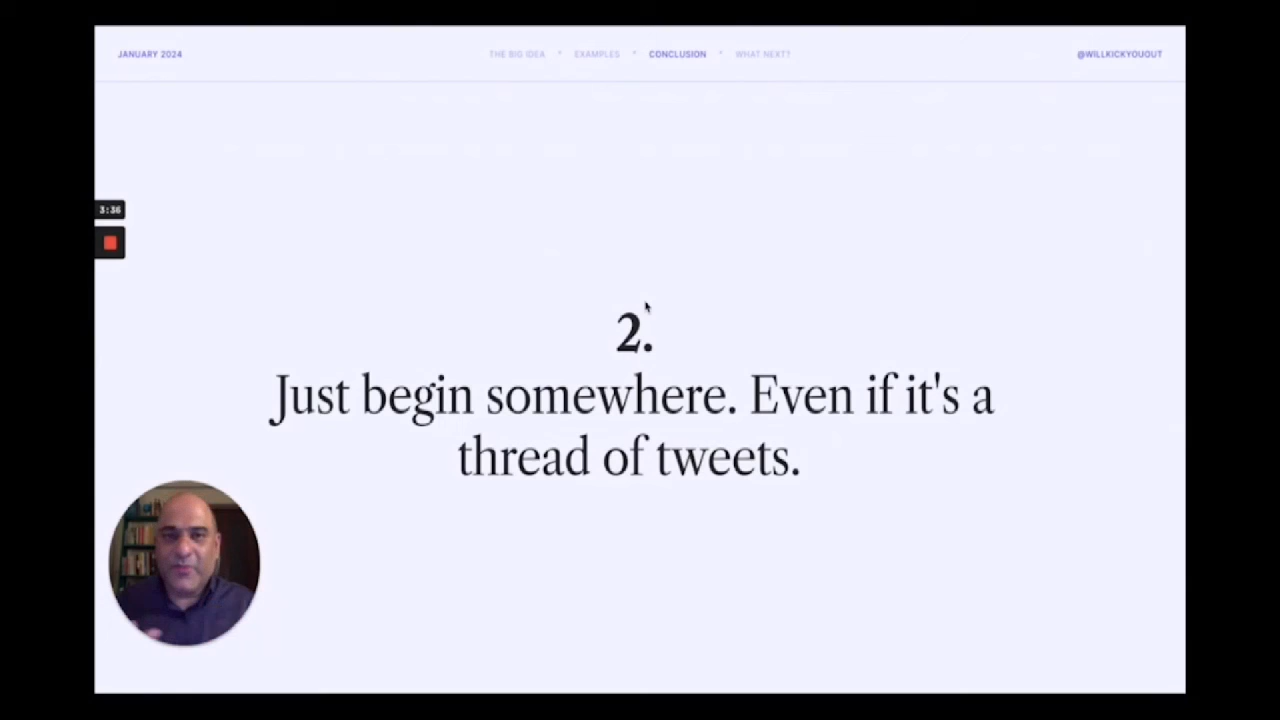 JANUARY 2024
THE BIG IDEA • EXAMPLES • CONCLUSION • WHAT NEXT?
@WILLKICKYOUOUT
3:36
2.
Just begin somewhere. Even if it's a
thread of tweets.